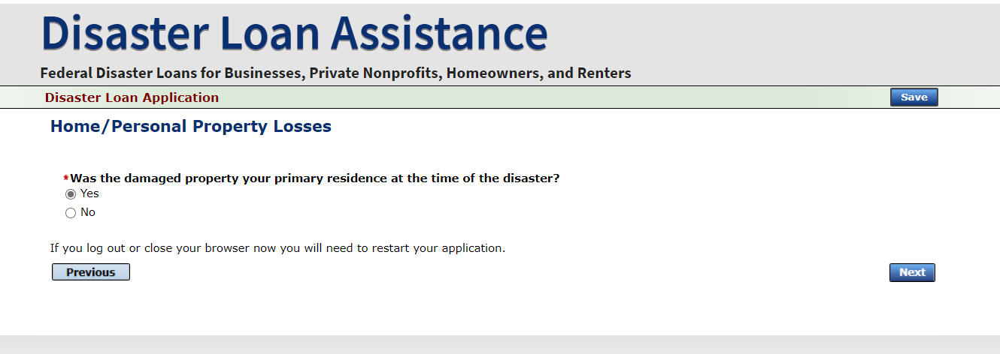 Disaster Loan Assistance
Federal Disaster Loans for Businesses, Private Nonprofits, Homeowners, and Renters
Disaster Loan Application
Save
Home/Personal Property Losses
*Was the damaged property your primary residence at the time of the disaster?
Yes
No
If you log out or close your browser now you will need to restart your application.
Previous
Next